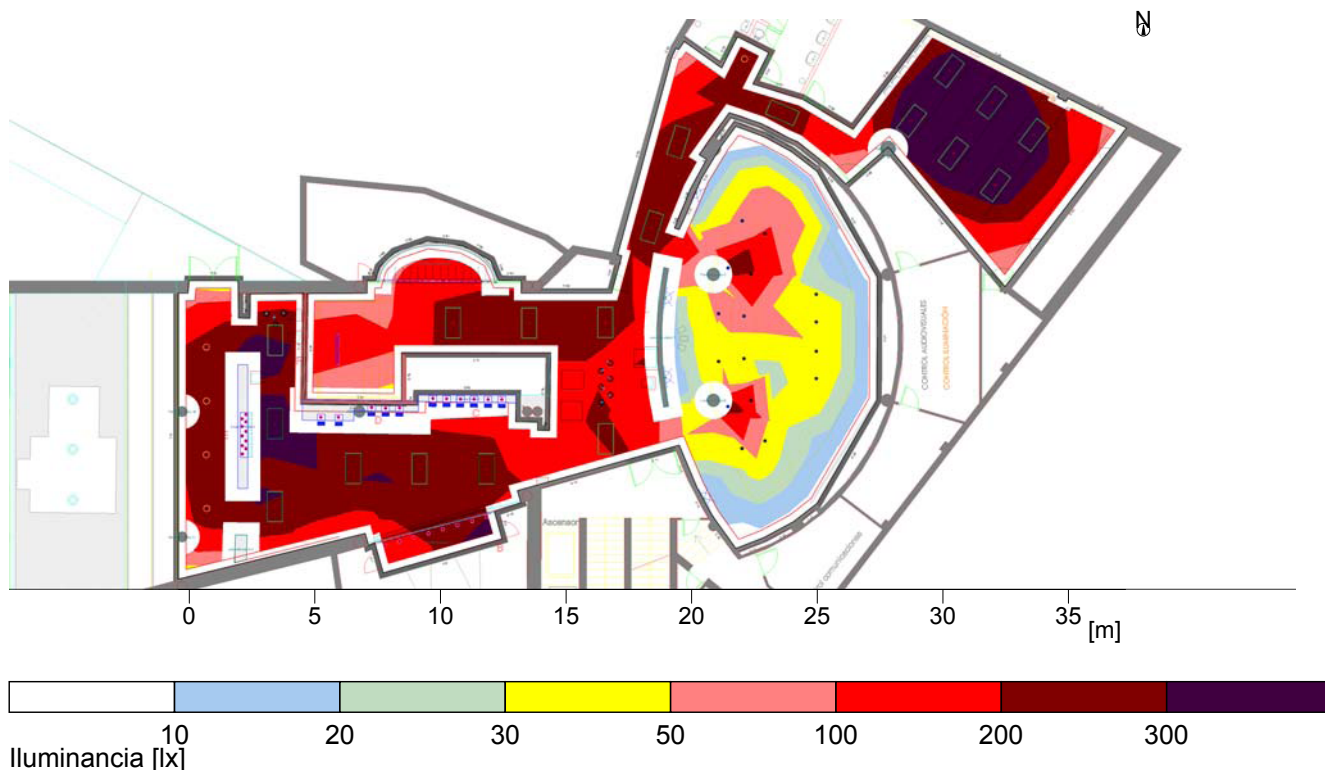 N
CONTROL AUDIOVISUALES
CONTROL ILUMINACIÓN
D
C
Ascensor
B
0 5 10 15 20 25 30 35
[m]
10 20 30 50 100 200 300
Iluminancia [lx]